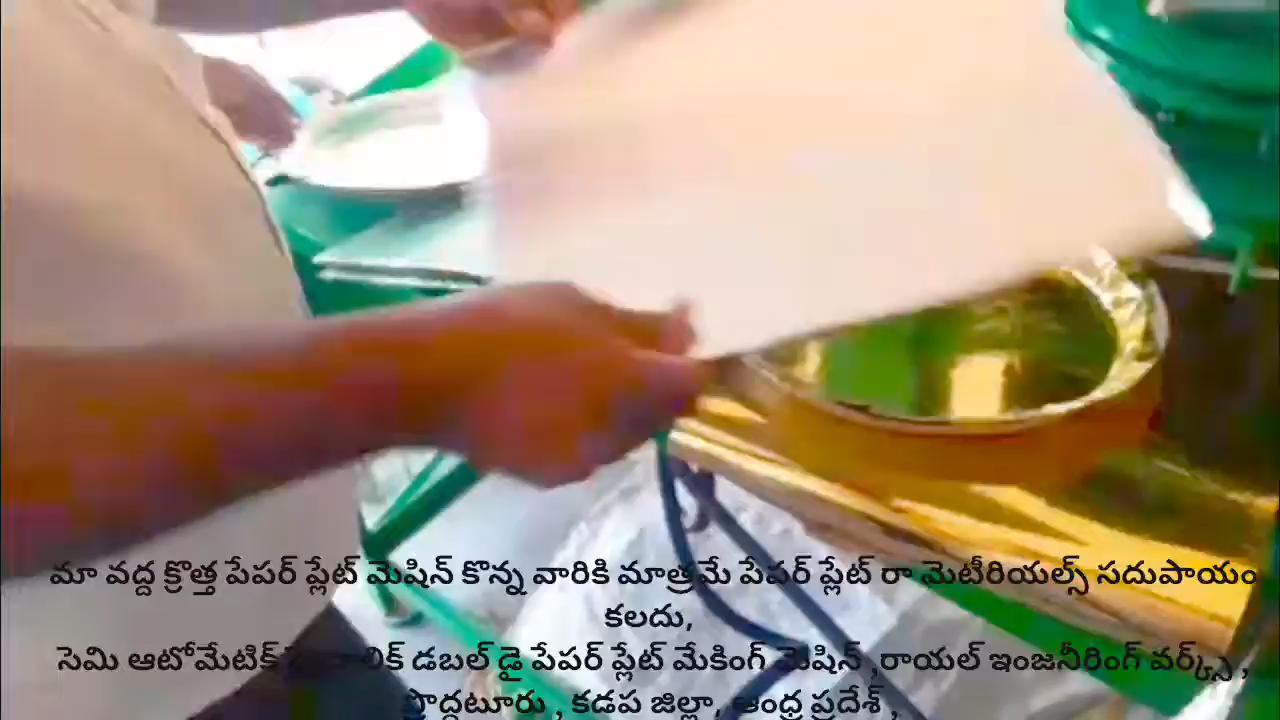 మా వద్ద క్రొత్త పేపర్ ప్లేట్ మెషిన్ కొన్న వారికి మాత్రమే పేపర్ ప్లేట్ రా మెటీరియల్స్ సదుపాయం
కలదు,
సెమి ఆటోమేటిక్ డబల్ డై పేపర్ ప్లేట్ మేకింగ్ మెషిన్ ,రాయల్ ఇంజనీరింగ్ వర్క్స్ ,
ప్రొద్దటూరు , కడప జిల్లా, ఆంధ్ర ప్రదేశ్ ,